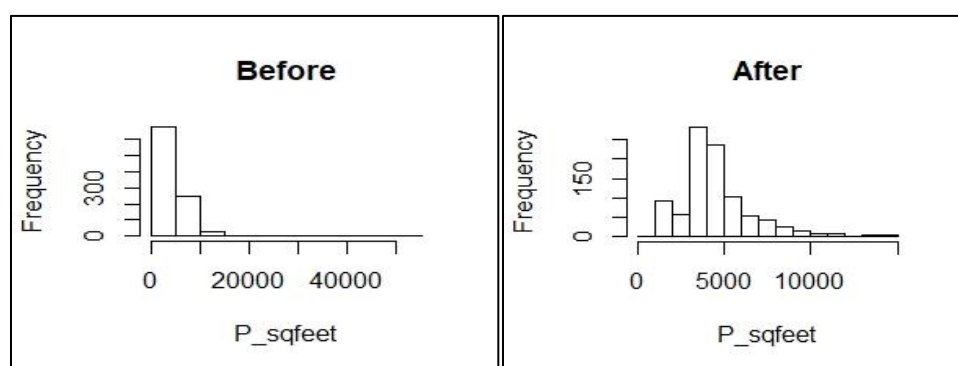 Before
Frequency
300
0
0 20000 40000
P_sqfeet
After
Frequency
150
0
0 5000 10000
P_sqfeet